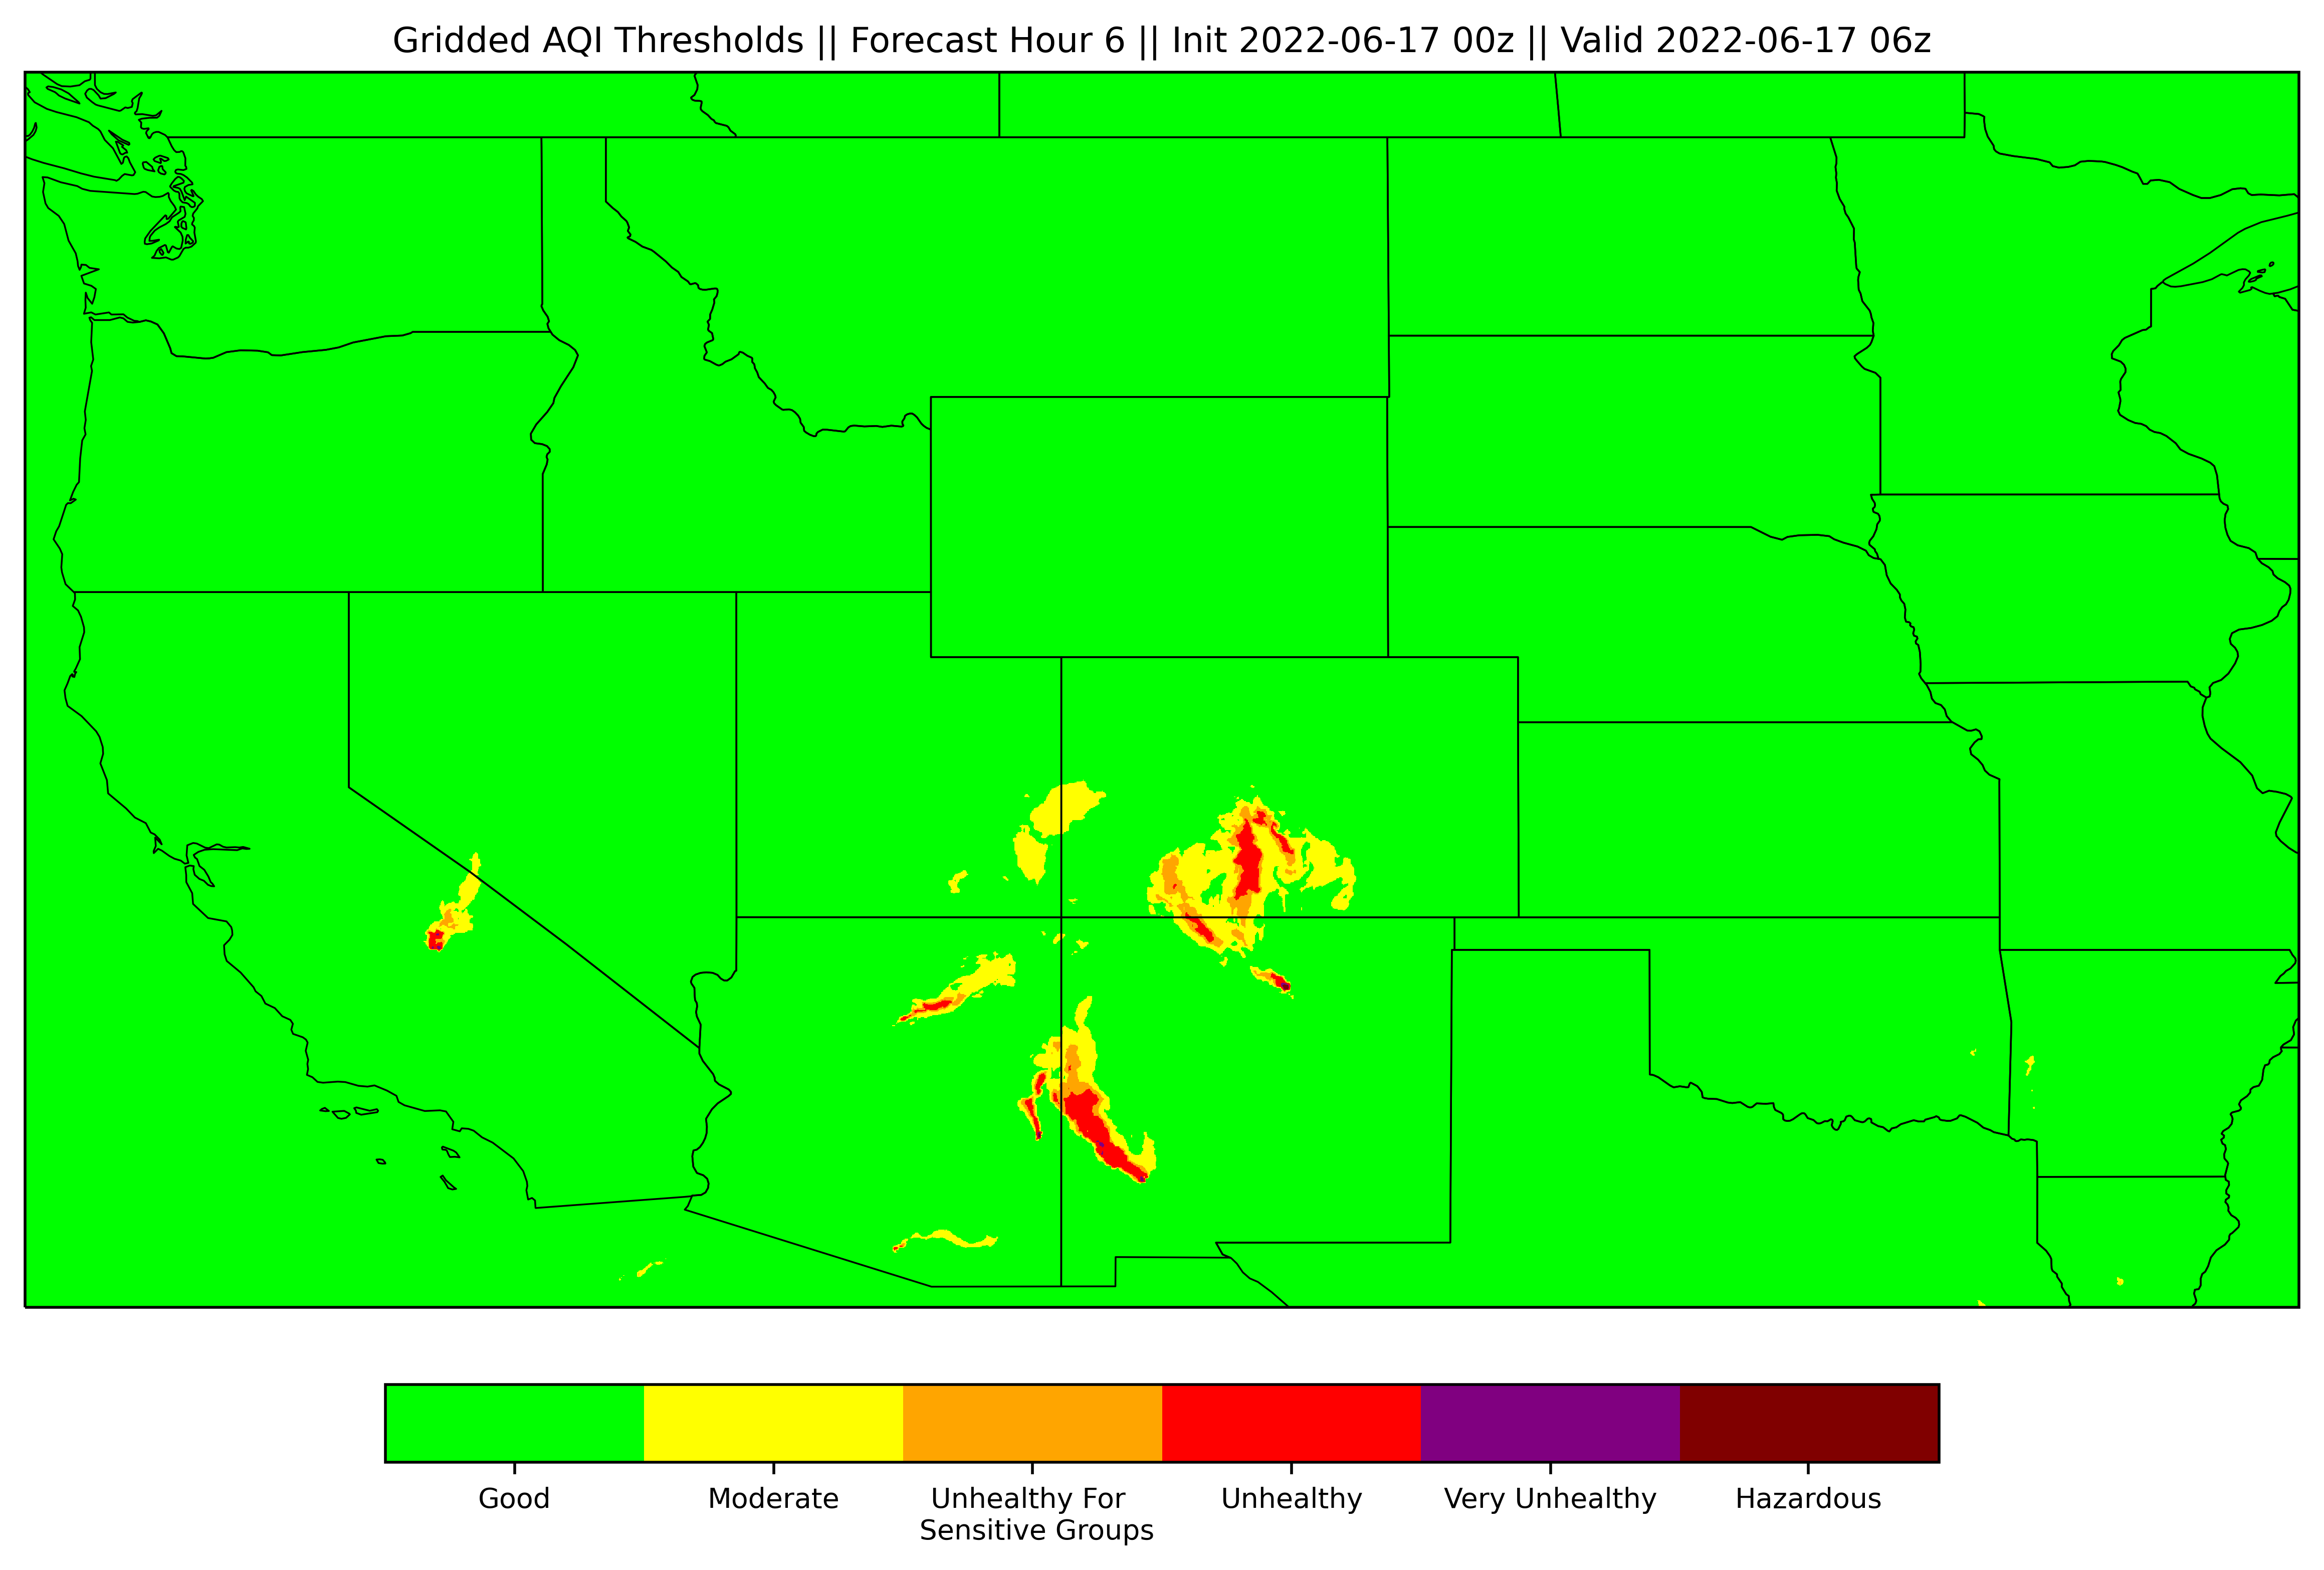 Gridded AQI Thresholds || Forecast Hour 6 || Init 2022-06-17 00z || Valid 2022-06-17 06z
Good
Moderate
Unhealthy For
Sensitive Groups
Unhealthy
Very Unhealthy
Hazardous